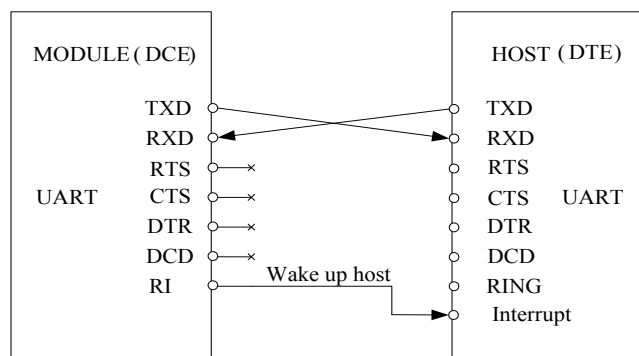 MODULE (DCE)
HOST (DTE)
TXD
TXD
RXD
RXD
RTS
RTS
UART
CTS
CTS
UART
DTR
DTR
DCD
DCD
RI
Wake up host
RING
Interrupt